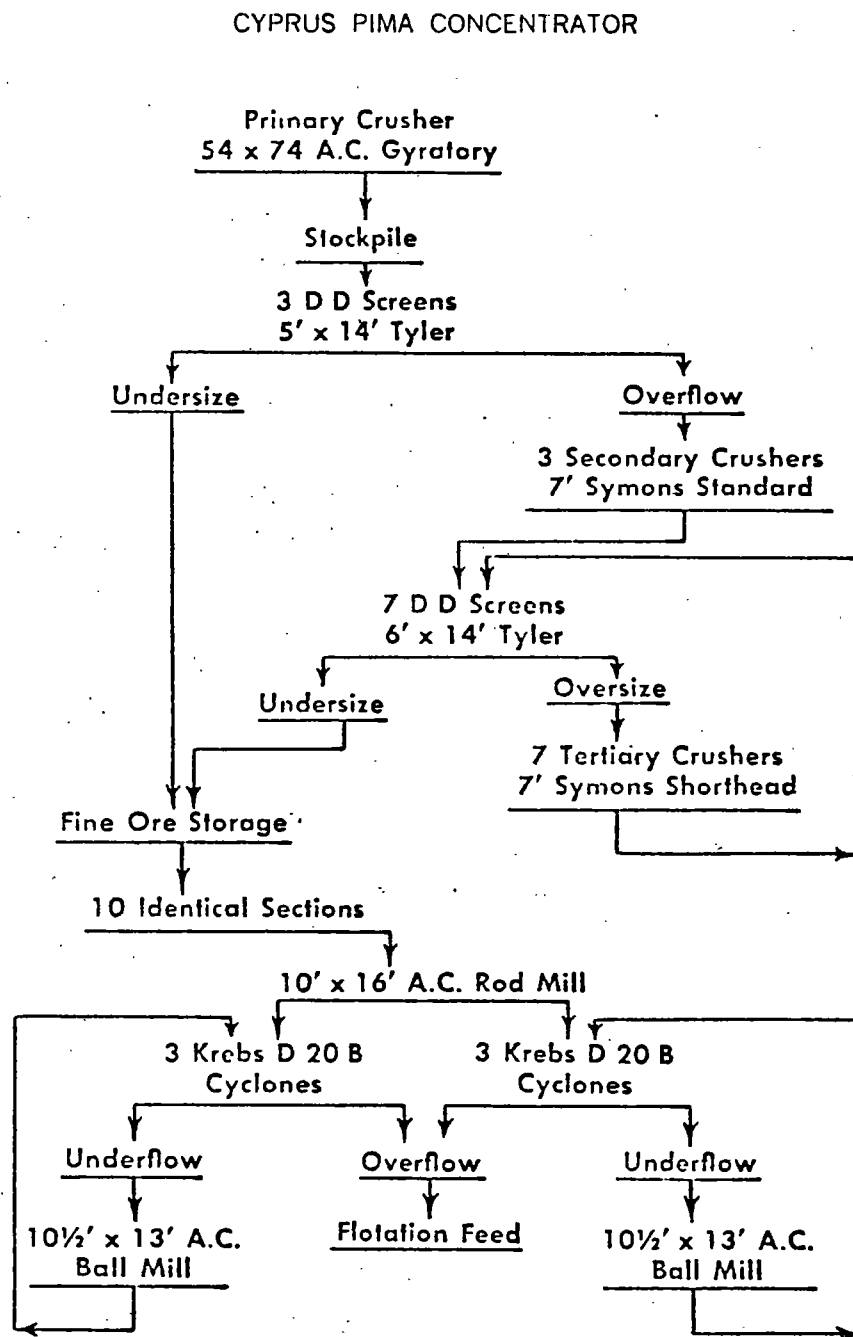 CYPRUS PIMA CONCENTRATOR
Primary Crusher
54 x 74 A.C. Gyratory
Stockpile
3 D D Screens
5' x 14' Tyler
Undersize
Overflow
3 Secondary Crushers
7' Symons Standard
7 D D Screens
6' x 14' Tyler
Undersize
Oversize
7 Tertiary Crushers
7' Symons Shorthead
Fine Ore Storage
10 Identical Sections
10' x 16' A.C. Rod Mill
3 Krebs D 20 B
Cyclones
3 Krebs D 20 B
Cyclones
Underflow
Overflow
Underflow
10½' x 13' A.C.
Ball Mill
Flotation Feed
10½' x 13' A.C.
Ball Mill